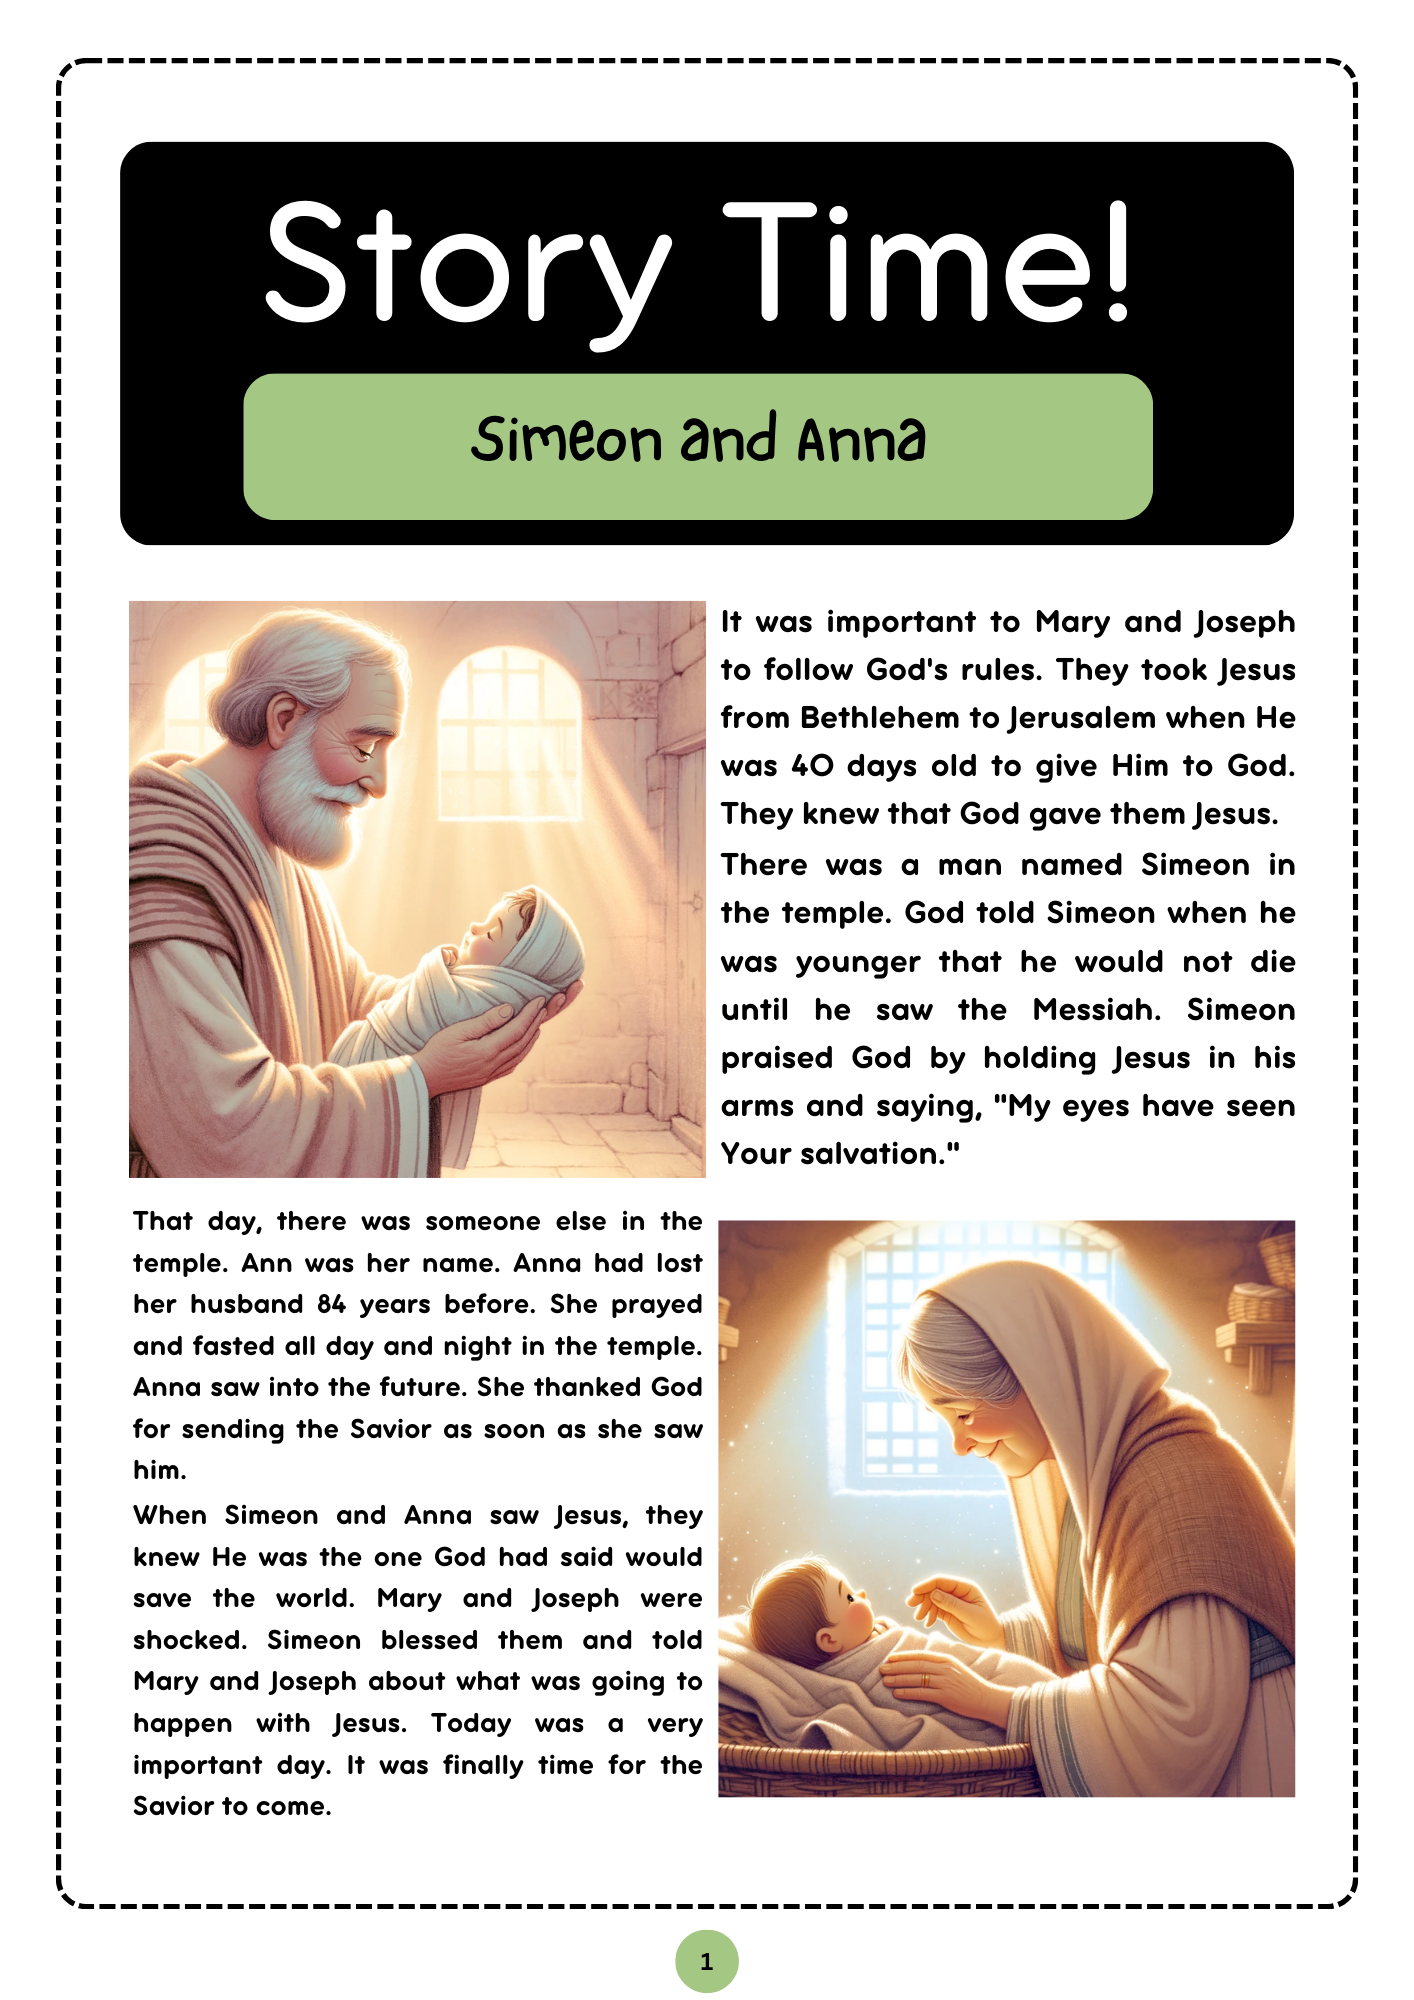 Story Time!
Simeon and Anna
It was important to Mary and Joseph
to follow God's rules. They took Jesus
from Bethlehem to Jerusalem when He
was 40 days old to give Him to God.
They knew that God gave them Jesus.
There was a man named Simeon in
the temple. God told Simeon when he
was younger that he would not die
until he saw the Messiah. Simeon
praised God by holding Jesus in his
arms and saying, "My eyes have seen
Your salvation."
That day, there was someone else in the
temple. Ann was her name. Anna had lost
her husband 84 years before. She prayed
and fasted all day and night in the temple.
Anna saw into the future. She thanked God
for sending the Savior as soon as she saw
him.
When Simeon and Anna saw Jesus, they
knew He was the one God had said would
save the world. Mary and Joseph were
shocked. Simeon blessed them and told
Mary and Joseph about what was going to
happen with Jesus. Today was a very
important day. It was finally time for the
Savior to come.
1